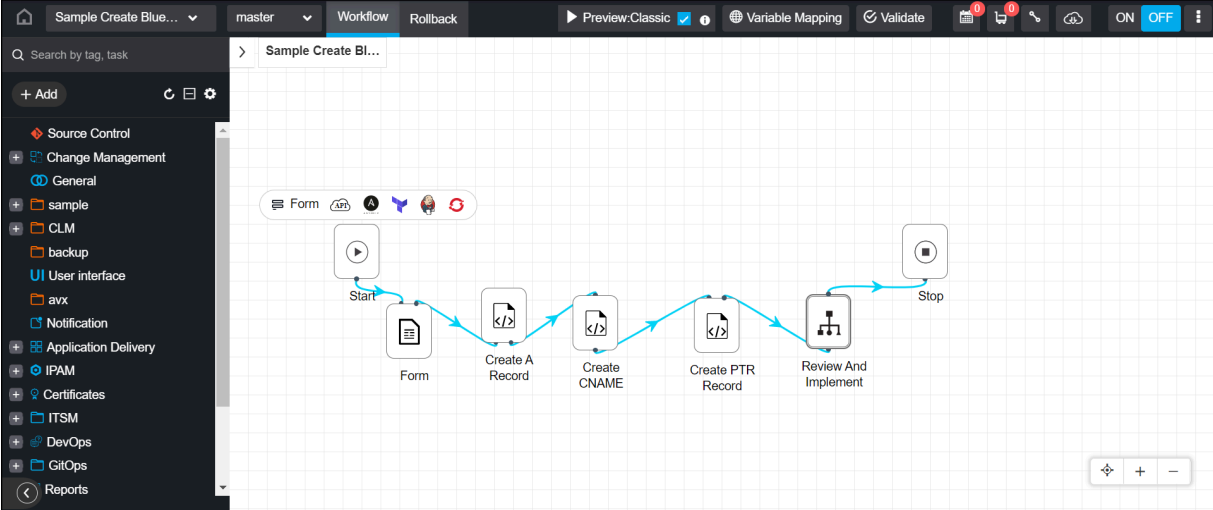 Sample Create Blue...
master
Workflow
Rollback
Preview:Classic
Variable Mapping
Validate
0
0
ON
OFF
Search by tag, task
Sample Create Bl...
+ Add
Source Control
Change Management
General
sample
CLM
backup
UI User interface
avx
Notification
Application Delivery
IPAM
Certificates
ITSM
DevOps
GitOps
Reports
Form
API
Start
Form
Create A
Record
Create
CNAME
Create PTR
Record
Review And
Implement
Stop